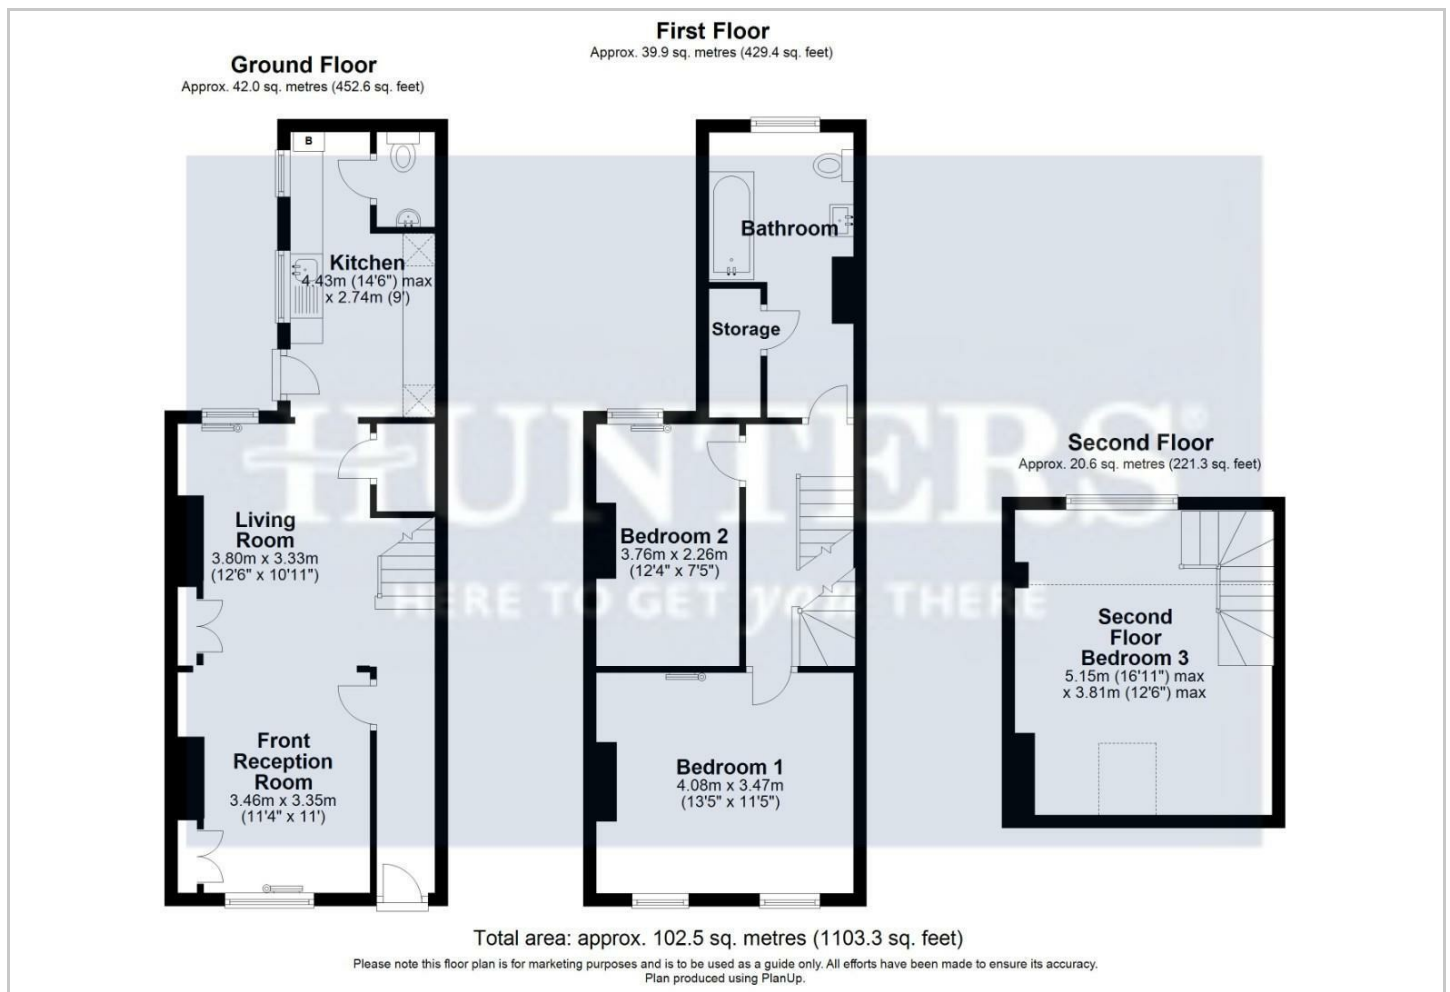 First Floor
Approx. 39.9 sq. metres (429.4 sq. feet)
Ground Floor
Approx. 42.0 sq. metres (452.6 sq. feet)
B
Kitchen
4.43m (14'6") max
x 2.74m (9')
Living
Room
3.80m x 3.33m
(12'6" x 10'11")
Front
Reception
Room
3.46m x 3.35m
(11'4" x 11')
Bathroom
Storage
Bedroom 2
3.76m x 2.26m
(12'4" x 7'5")
Bedroom 1
4.08m x 3.47m
(13'5" x 11'5")
Second Floor
Approx. 20.6 sq. metres (221.3 sq. feet)
Second
Floor
Bedroom 3
5.15m (16'11") max
x 3.81m (12'6") max
HUNTERS®
HERE TO GET you THERE
Total area: approx. 102.5 sq. metres (1103.3 sq. feet)
Please note this floor plan is for marketing purposes and is to be used as a guide only. All efforts have been made to ensure its accuracy.
Plan produced using PlanUp.